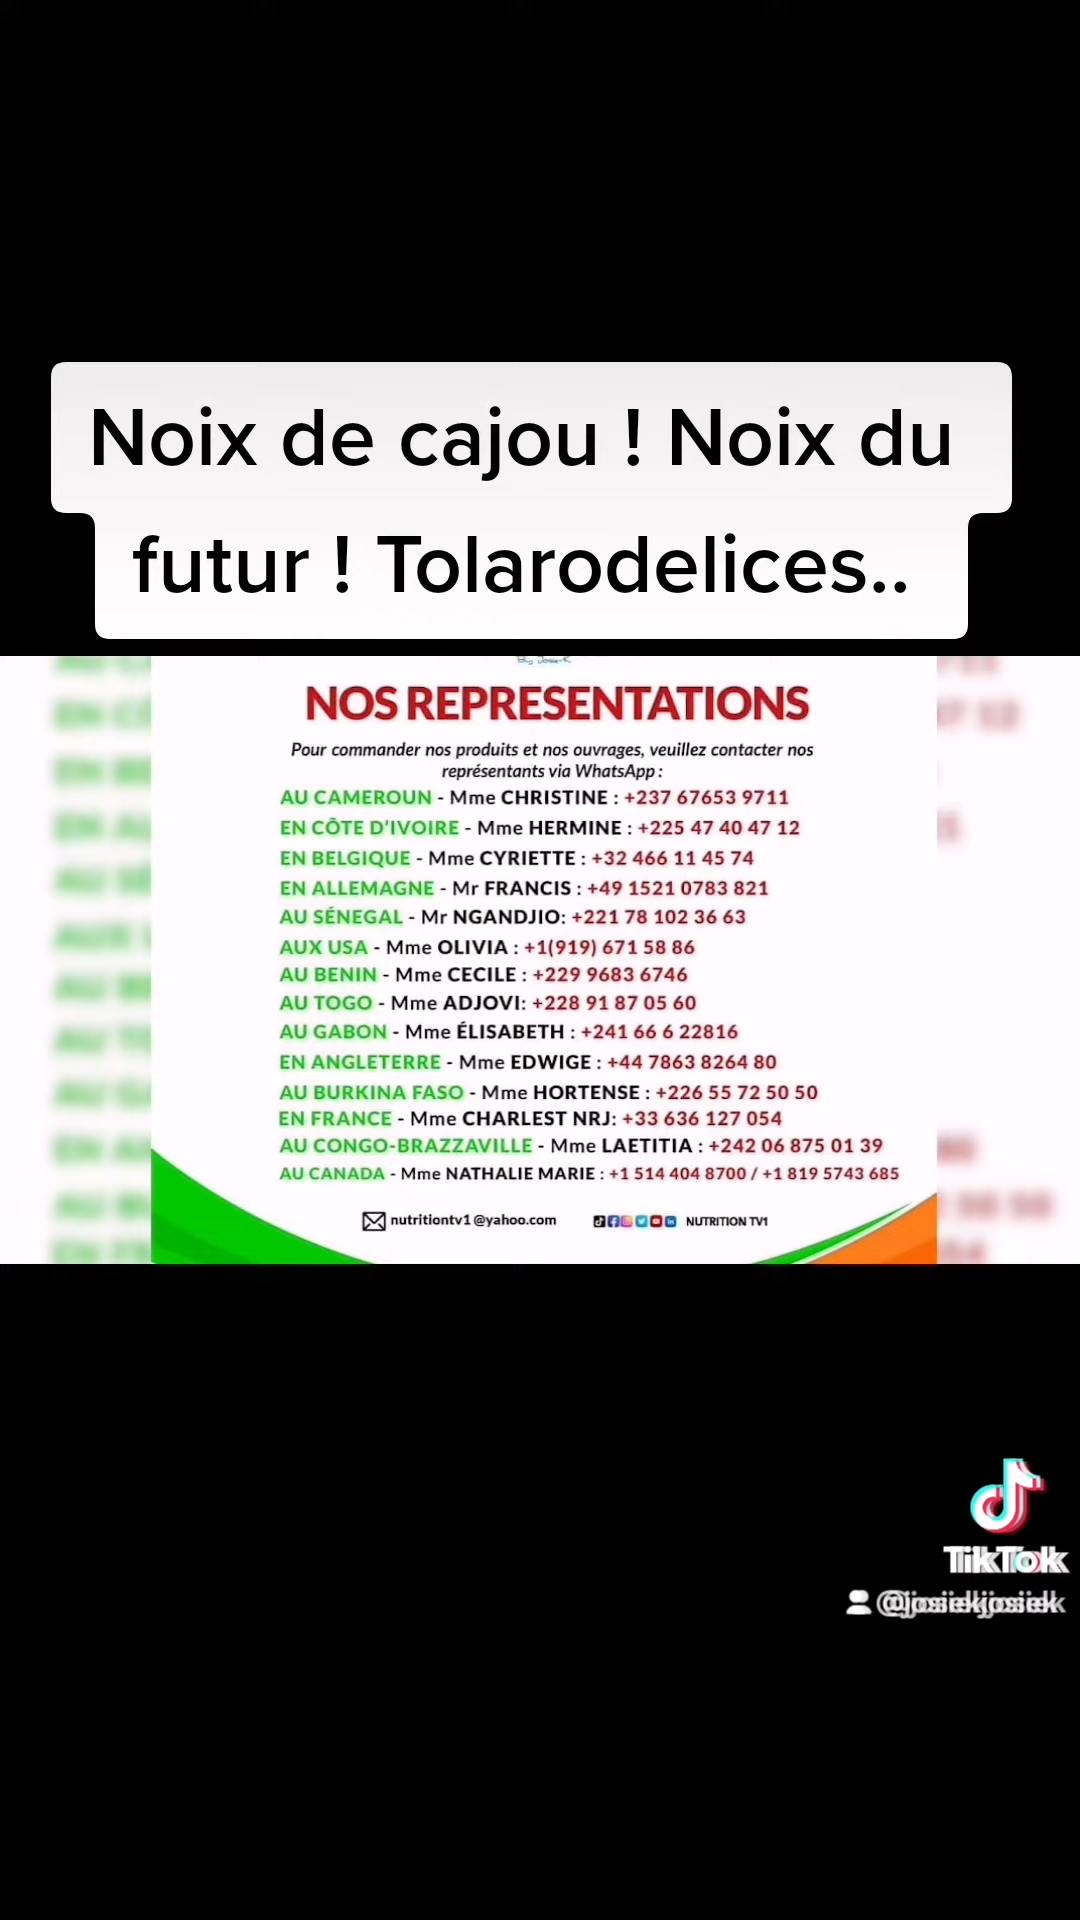 Noix de cajou ! Noix du
futur ! Tolarodelices..
By Josie-K
NOS REPRESENTATIONS
Pour commander nos produits et nos ouvrages, veuillez contacter nos
représentants via WhatsApp :
AU CAMEROUN - Mme CHRISTINE : +237 67653 9711
EN CÔTE D'IVOIRE - Mme HERMINE : +225 47 40 47 12
EN BELGIQUE - Mme CYRIETTE : +32 466 11 45 74
EN ALLEMAGNE - Mr FRANCIS : +49 1521 0783 821
AU SÉNEGAL - Mr NGANDJIO: +221 78 102 36 63
AUX USA - Mme OLIVIA : +1(919) 671 58 86
AU BENIN - Mme CECILE : +229 9683 6746
AU TOGO - Mme ADJOVI: +228 91 87 05 60
AU GABON - Mme ÉLISABETH : +241 66 6 22816
EN ANGLETERRE - Mme EDWIGE : +44 7863 8264 80
AU BURKINA FASO - Mme HORTENSE : +226 55 72 50 50
EN FRANCE - Mme CHARLEST NRJ: +33 636 127 054
AU CONGO-BRAZZAVILLE - Mme LAETITIA : +242 06 875 01 39
AU CANADA - Mme NATHALIE MARIE : +1 514 404 8700 / +1 819 5743 685
nutritiontv1@yahoo.com NUTRITION TV1
TikTok
@josiekjosiek